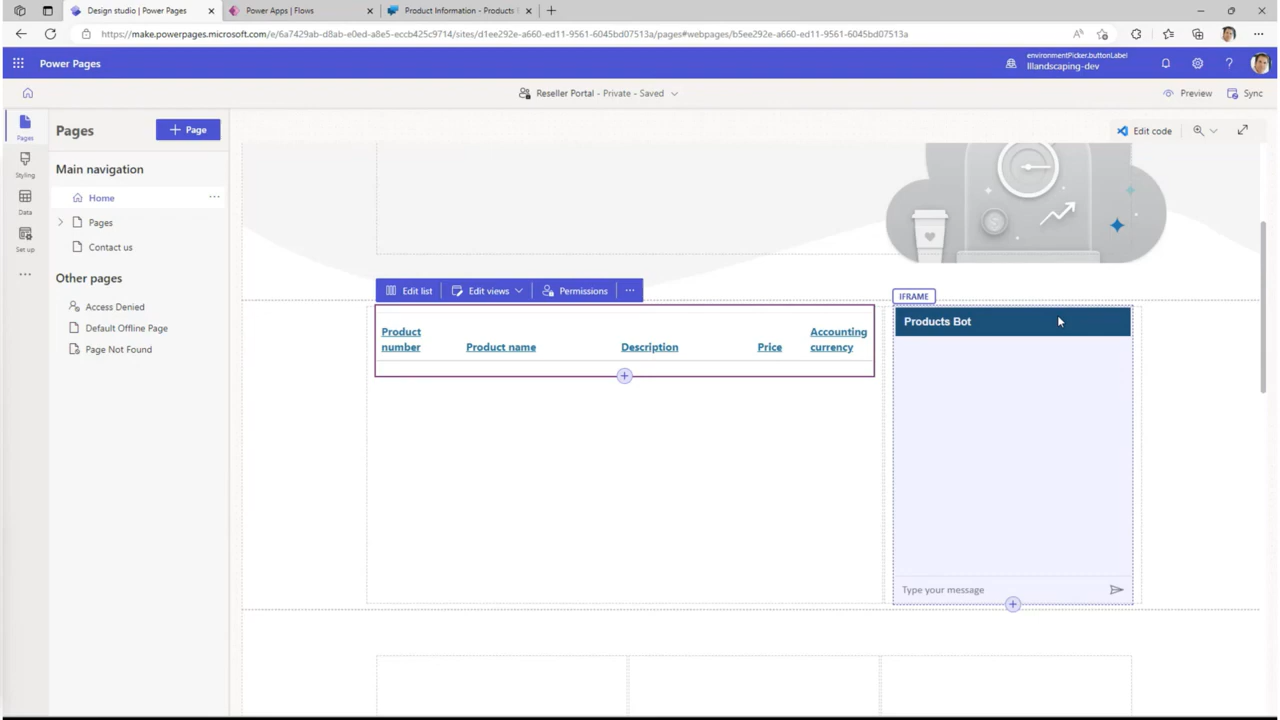 Design studio | Power Pages
Power Apps | Flows
Product Information - Products
https://make.powerpages.microsoft.com/e/6a7429ab-d8ab-e0ed-a8e5-eccb425c9714/sites/d1ee292e-a660-ed11-9561-6045bd07513a/pages#webpages/b5ee292e-a660-ed11-9561-6045bd07513a
Power Pages
environmentPicker.buttonLabel
lllandscaping-dev
Reseller Portal - Private - Saved
Preview
Sync
Pages
Styling
Data
Set up
Pages
+ Page
Main navigation
Home
Pages
Contact us
Other pages
Access Denied
Default Offline Page
Page Not Found
Edit code
Edit list
Edit views
Permissions
IFRAME
Product number
Product name
Description
Price
Accounting currency
Products Bot
Type your message